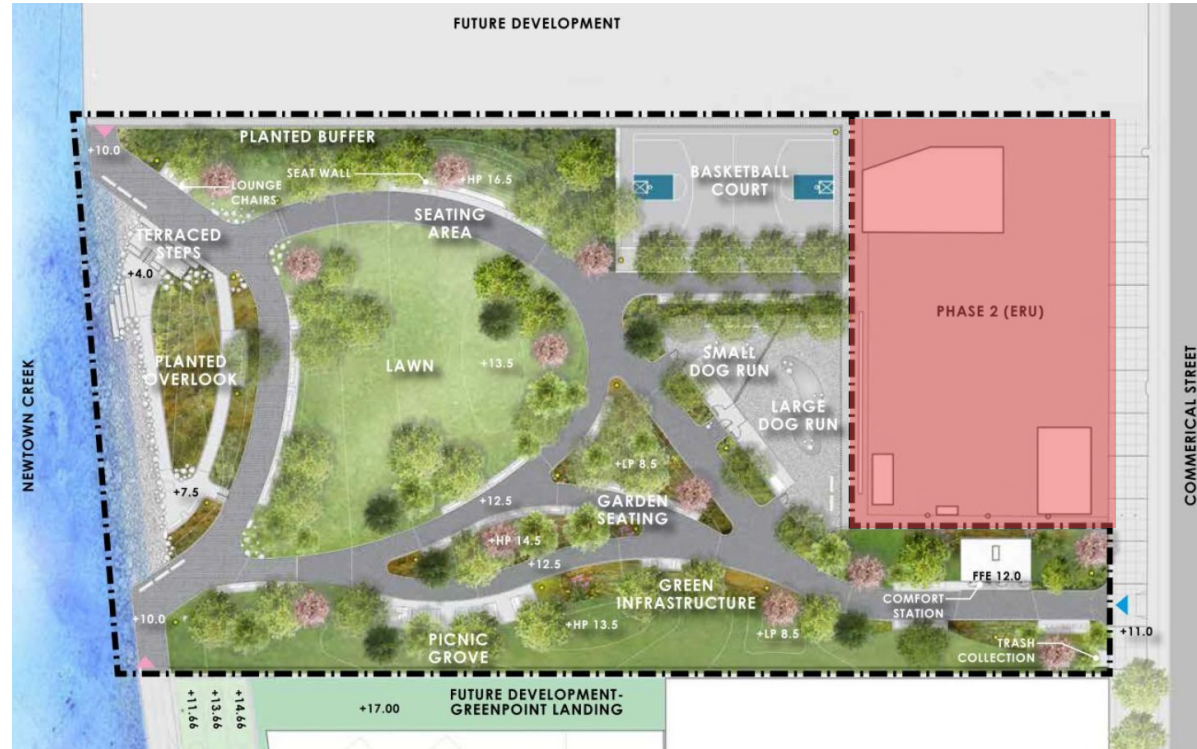 FUTURE DEVELOPMENT
PLANTED BUFFER
+10.0
SEAT WALL
+HP 16.5
LOUNGE
CHAIRS
BASKETBALL
COURT
SEATING
AREA
TERRACED
STEPS
+4.0
PHASE 2 (ERU)
PLANTED
OVERLOOK
LAWN
+13.5
SMALL
DOG RUN
LARGE
DOG RUN
NEWTOWN CREEK
COMMERICAL STREET
+LP 8.5
+7.5
+12.5
GARDEN
SEATING
+HP 14.5
+12.5
GREEN
INFRASTRUCTURE
FFE 12.0
COMFORT
STATION
+10.0
+HP 13.5
+LP 8.5
+11.0
PICNIC
GROVE
TRASH
COLLECTION
+11.66
+13.66
+14.66
+17.00
FUTURE DEVELOPMENT-
GREENPOINT LANDING